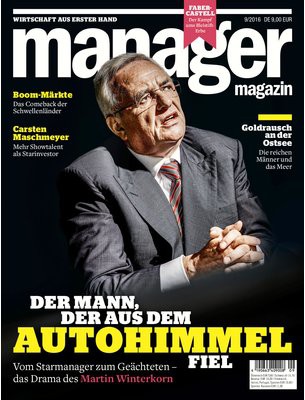 WIRTSCHAFT AUS ERSTER HAND
FABER-
CASTELL
Der Kampf
ums Bleistift-
Erbe
9/2016 DE 9,00 EUR
manager
magazin
Boom-Märkte
Das Comeback der
Schwellenländer
Carsten
Maschmeyer
Mehr Showtalent
als Starinvestor
Goldrausch
an der
Ostsee
Die reichen
Männer und
das Meer
DER MANN,
DER AUS DEM
AUTOHIMMEL
FIEL
Vom Starmanager zum Geächteten –
das Drama des Martin Winterkorn